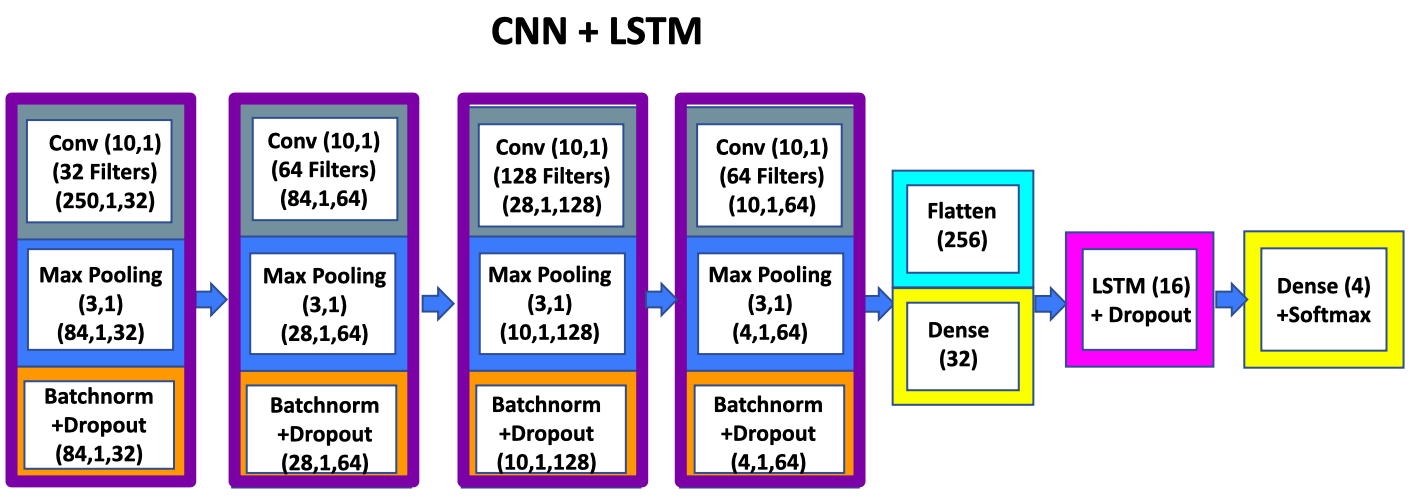 CNN + LSTM
Conv (10,1)
(32 Filters)
(250,1,32)
Max Pooling
(3,1)
(84,1,32)
Batchnorm
+Dropout
(84,1,32)
Conv (10,1)
(64 Filters)
(84,1,64)
Max Pooling
(3,1)
(28,1,64)
Batchnorm
+Dropout
(28,1,64)
Conv (10,1)
(128 Filters)
(28,1,128)
Max Pooling
(3,1)
(10,1,128)
Batchnorm
+Dropout
(10,1,128)
Conv (10,1)
(64 Filters)
(10,1,64)
Max Pooling
(3,1)
(4,1,64)
Batchnorm
+Dropout
(4,1,64)
Flatten
(256)
Dense
(32)
LSTM (16)
+ Dropout
Dense (4)
+Softmax